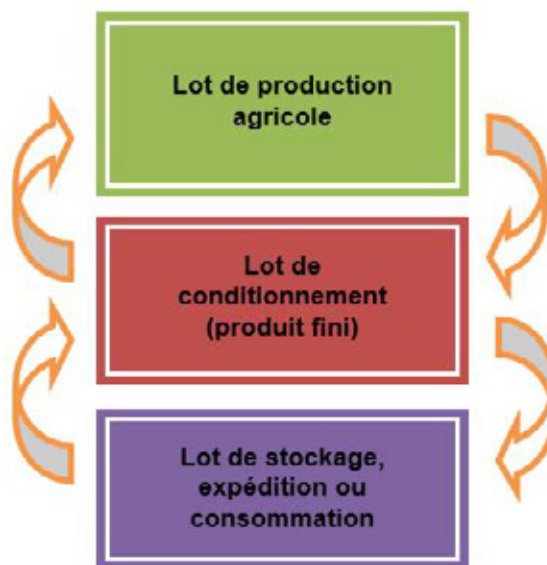 Lot de production
agricole
Lot de
conditionnement
(produit fini)
Lot de stockage,
expédition ou
consommation